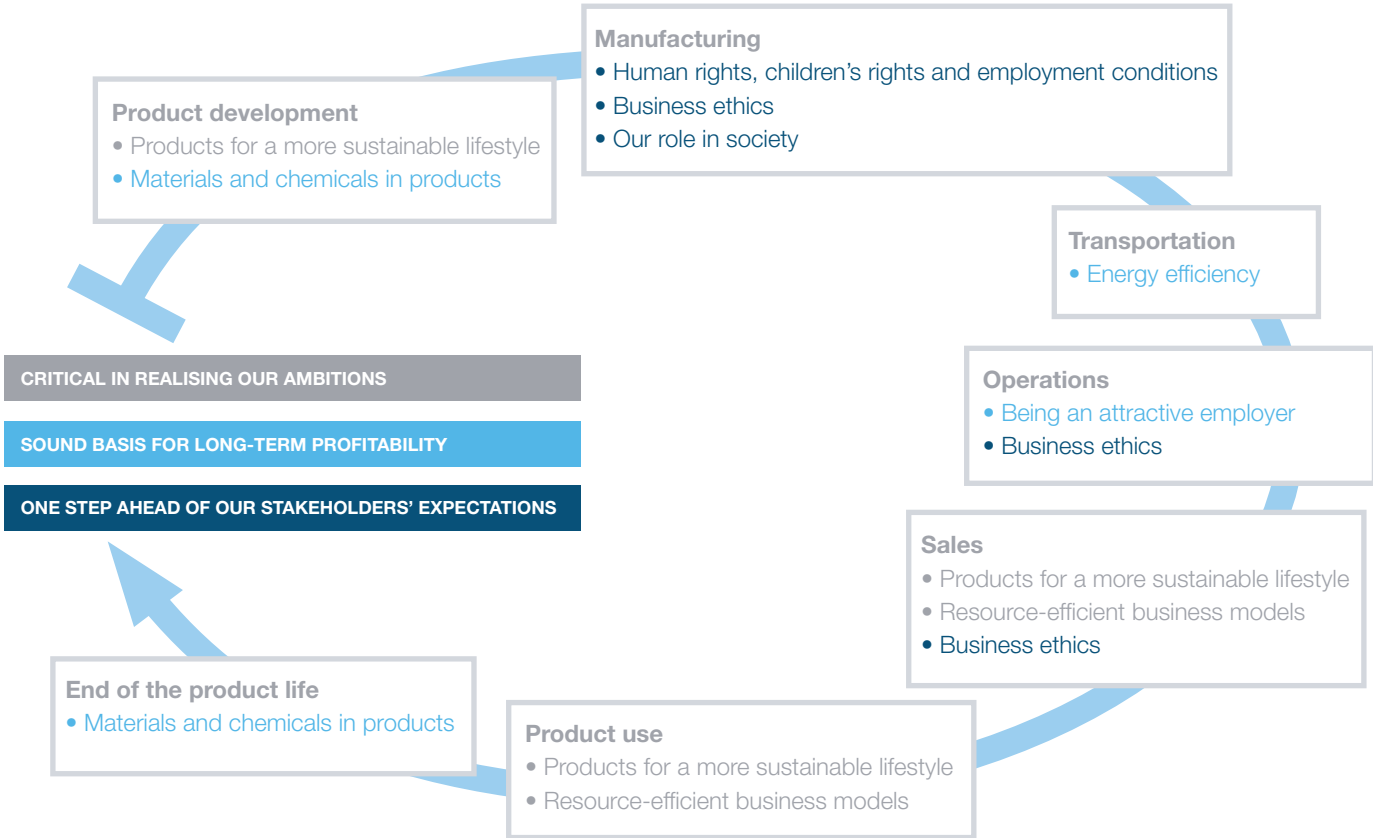 Manufacturing
• Human rights, children’s rights and employment conditions
• Business ethics
• Our role in society
Product development
• Products for a more sustainable lifestyle
• Materials and chemicals in products
Transportation
• Energy efficiency
CRITICAL IN REALISING OUR AMBITIONS
SOUND BASIS FOR LONG-TERM PROFITABILITY
ONE STEP AHEAD OF OUR STAKEHOLDERS’ EXPECTATIONS
Operations
• Being an attractive employer
• Business ethics
Sales
• Products for a more sustainable lifestyle
• Resource-efficient business models
• Business ethics
End of the product life
• Materials and chemicals in products
Product use
• Products for a more sustainable lifestyle
• Resource-efficient business models